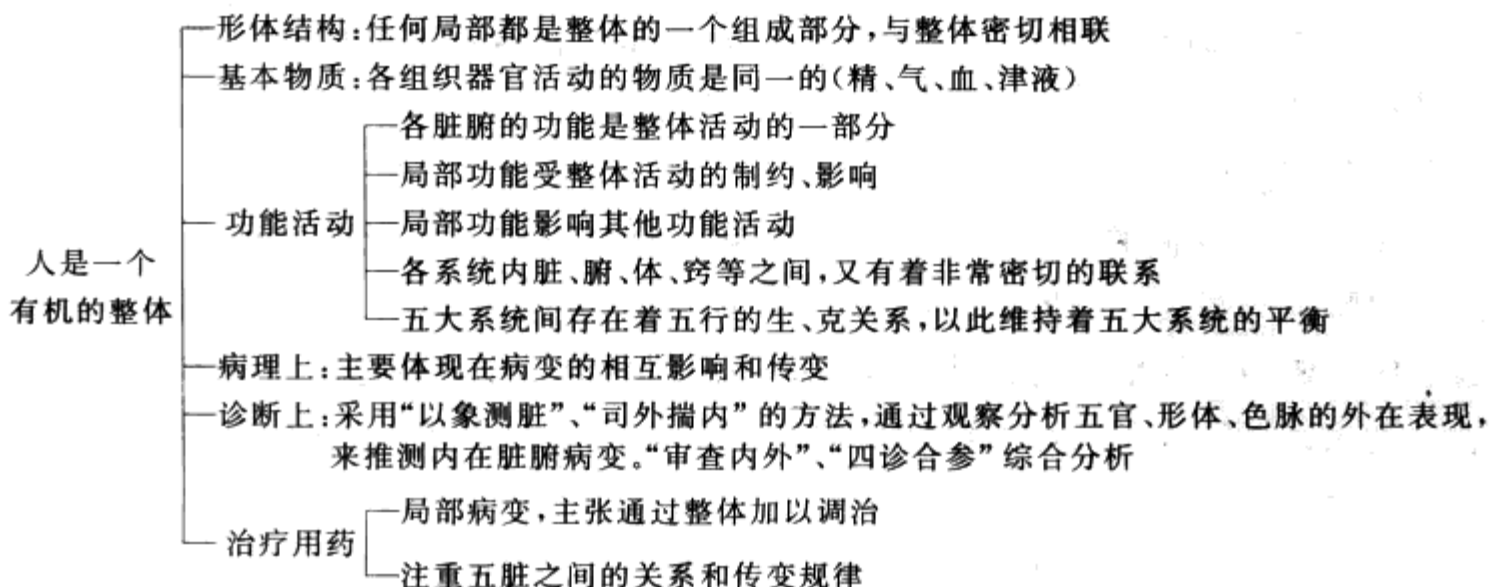 形体结构:任何局部都是整体的一个组成部分,与整体密切相联
基本物质:各组织器官活动的物质是同一的(精、气、血、津液)
各脏腑的功能是整体活动的一部分
局部功能受整体活动的制约、影响
功能活动
局部功能影响其他功能活动
人是一个
有机的整体
各系统内脏、腑、体、窍等之间,又有着非常密切的联系
五大系统间存在着五行的生、克关系,以此维持着五大系统的平衡
病理上:主要体现在病变的相互影响和传变
诊断上:采用“以象测脏”、“司外揣内”的方法,通过观察分析五官、形体、色脉的外在表现,
来推测内在脏腑病变。“审查内外”、“四诊合参”综合分析
治疗用药
局部病变,主张通过整体加以调治
注重五脏之间的关系和传变规律